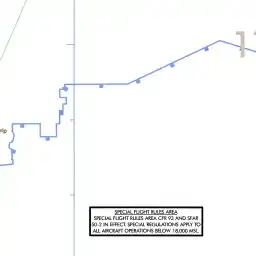 SPECIAL FLIGHT RULES AREA
SPECIAL FLIGHT RULES AREA CFR 93 AND SFAR
50-2 IN EFFECT. SPECIAL REGULATIONS APPLY TO
ALL AIRCRAFT OPERATIONS BELOW 18,000 MSL.